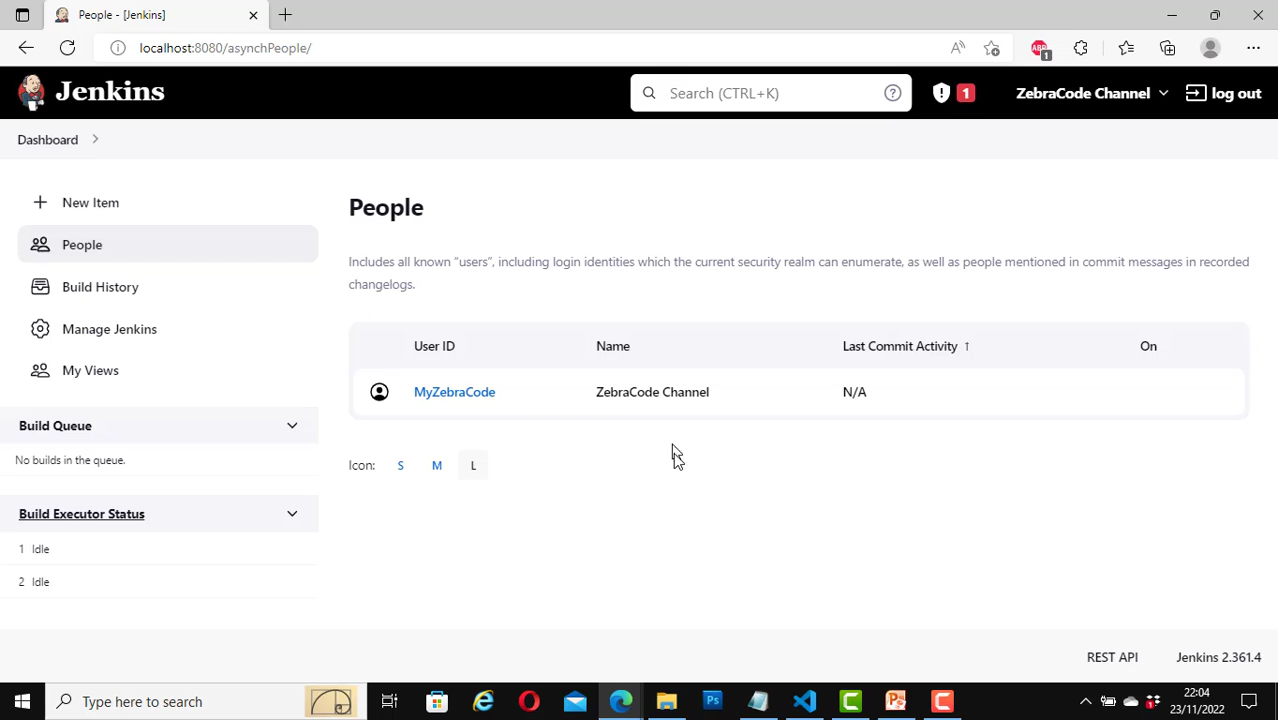 People - [Jenkins]
localhost:8080/asynchPeople/
ABP
1
Jenkins
Search (CTRL+K)
1
ZebraCode Channel
log out
Dashboard
New Item
People
Build History
Manage Jenkins
My Views
Build Queue
No builds in the queue.
Build Executor Status
1 Idle
2 Idle
People
Includes all known “users”, including login identities which the current security realm can enumerate, as well as people mentioned in commit messages in recorded
changelogs.
User ID Name Last Commit Activity ↑ On
MyZebraCode ZebraCode Channel N/A
Icon: S M L
REST API Jenkins 2.361.4
Type here to search
Ps
22:04
23/11/2022